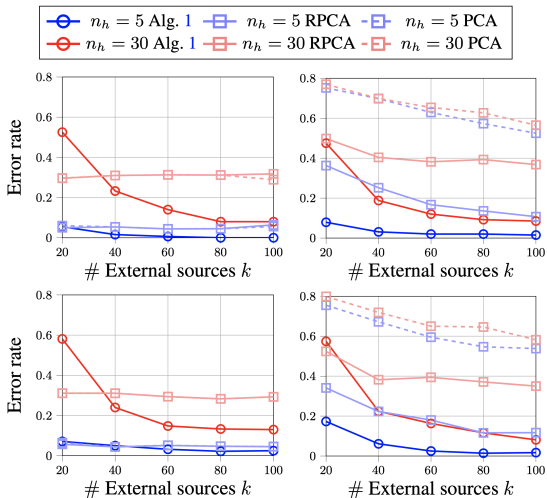 n_h = 5 Alg. 1 n_h = 5 RPCA n_h = 5 PCA
n_h = 30 Alg. 1 n_h = 30 RPCA n_h = 30 PCA
Error rate
0.8
0.6
0.4
0.2
0
20 40 60 80 100
# External sources k
0.8
0.6
0.4
0.2
0
20 40 60 80 100
# External sources k
Error rate
0.8
0.6
0.4
0.2
0
20 40 60 80 100
# External sources k
0.8
0.6
0.4
0.2
0
20 40 60 80 100
# External sources k